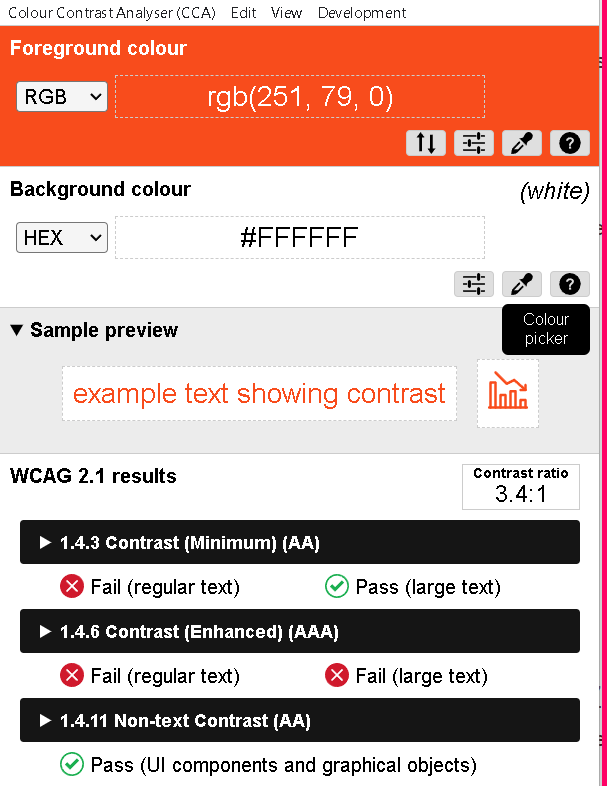 Colour Contrast Analyser (CCA) Edit View Development
Foreground colour
RGB rgb(251, 79, 0)
?
Background colour (white)
HEX #FFFFFF
?
Colour
picker
▼ Sample preview
example text showing contrast
WCAG 2.1 results
Contrast ratio
3.4:1
▶ 1.4.3 Contrast (Minimum) (AA)
Fail (regular text) Pass (large text)
▶ 1.4.6 Contrast (Enhanced) (AAA)
Fail (regular text) Fail (large text)
▶ 1.4.11 Non-text Contrast (AA)
Pass (UI components and graphical objects)